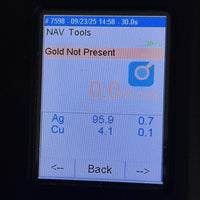 # 7598 - 09/23/25 14:58 - 30.0s
NAV Tools
Gold Not Present
0.0
Ag 95.9 0.7
Cu 4.1 0.1
<-- Back -->